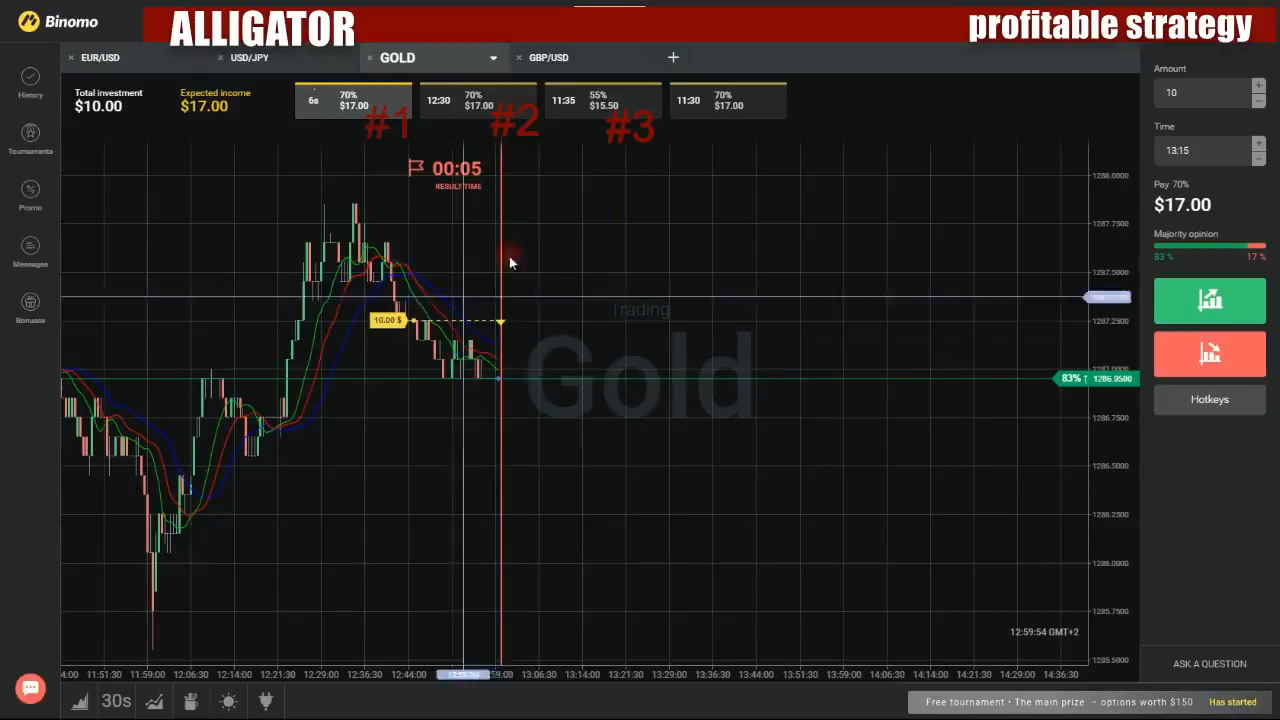 Binomo
ALLIGATOR
profitable strategy
EUR/USD
USD/JPY
GOLD
GBP/USD
+
History
Tournaments
Promo
Messages
Bonuses
Total investment
$10.00
Expected income
$17.00
6s 70% $17.00
12:30 70% $17.00
11:35 55% $15.50
11:30 70% $17.00
#1
#2
#3
00:05
RESULT TIME
10.00 $
Trading
Gold
1288.0000
1287.7500
1287.5000
1287.2500
1287.0000
83% ↑ 1286.9500
1286.7500
1286.5000
1286.2500
1286.0000
1285.7500
1285.5000
12:59:54 GMT+2
4:00 11:51:30 11:59:00 12:06:30 12:14:00 12:21:30 12:29:00 12:36:30 12:44:00 :59:00 13:06:30 13:14:00 13:21:30 13:29:00 13:36:30 13:44:00 13:51:30 13:59:00 14:06:30 14:14:00 14:21:30 14:29:00 14:36:30
30s
Amount
10
Time
13:15
Pay 70%
$17.00
Majority opinion
83 % 17 %
Hotkeys
ASK A QUESTION
Free tournament • The main prize – options worth $150 Has started